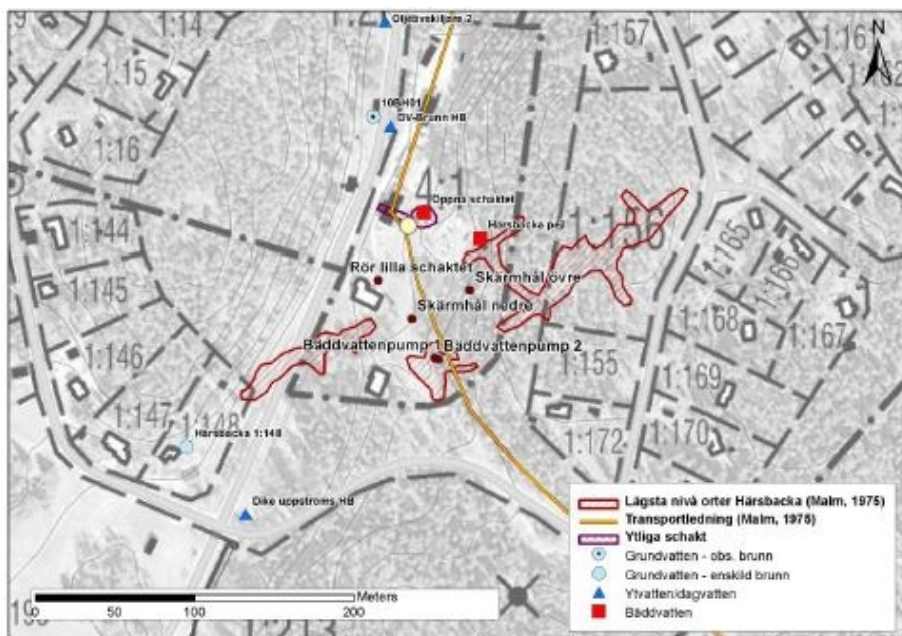 Oljeavskiljare 2
N
1:157
1:15
1:14
10BH01
DV-Brunn HB
1:16
4:1
Öppna schaktet
1:144
Härsbacka pej
1:156
1:165
1:166
Rör lilla schaktet
Skärmhål övre
1:145
Skärmhål nedre
1:168
1:167
Bäddvattenpump 1
Bäddvattenpump 2
1:146
1:155
1:169
1:147
1:148
Härsbacka 1:148
1:172
1:170
Dike uppströms HB
Lägsta nivå orter Härsbacka (Malm, 1975)
Transportledning (Malm, 1975)
Ytliga schakt
Grundvatten - obs. brunn
Grundvatten - enskild brunn
Ytvatten/dagvatten
Bäddvatten
Meters
0 50 100 200